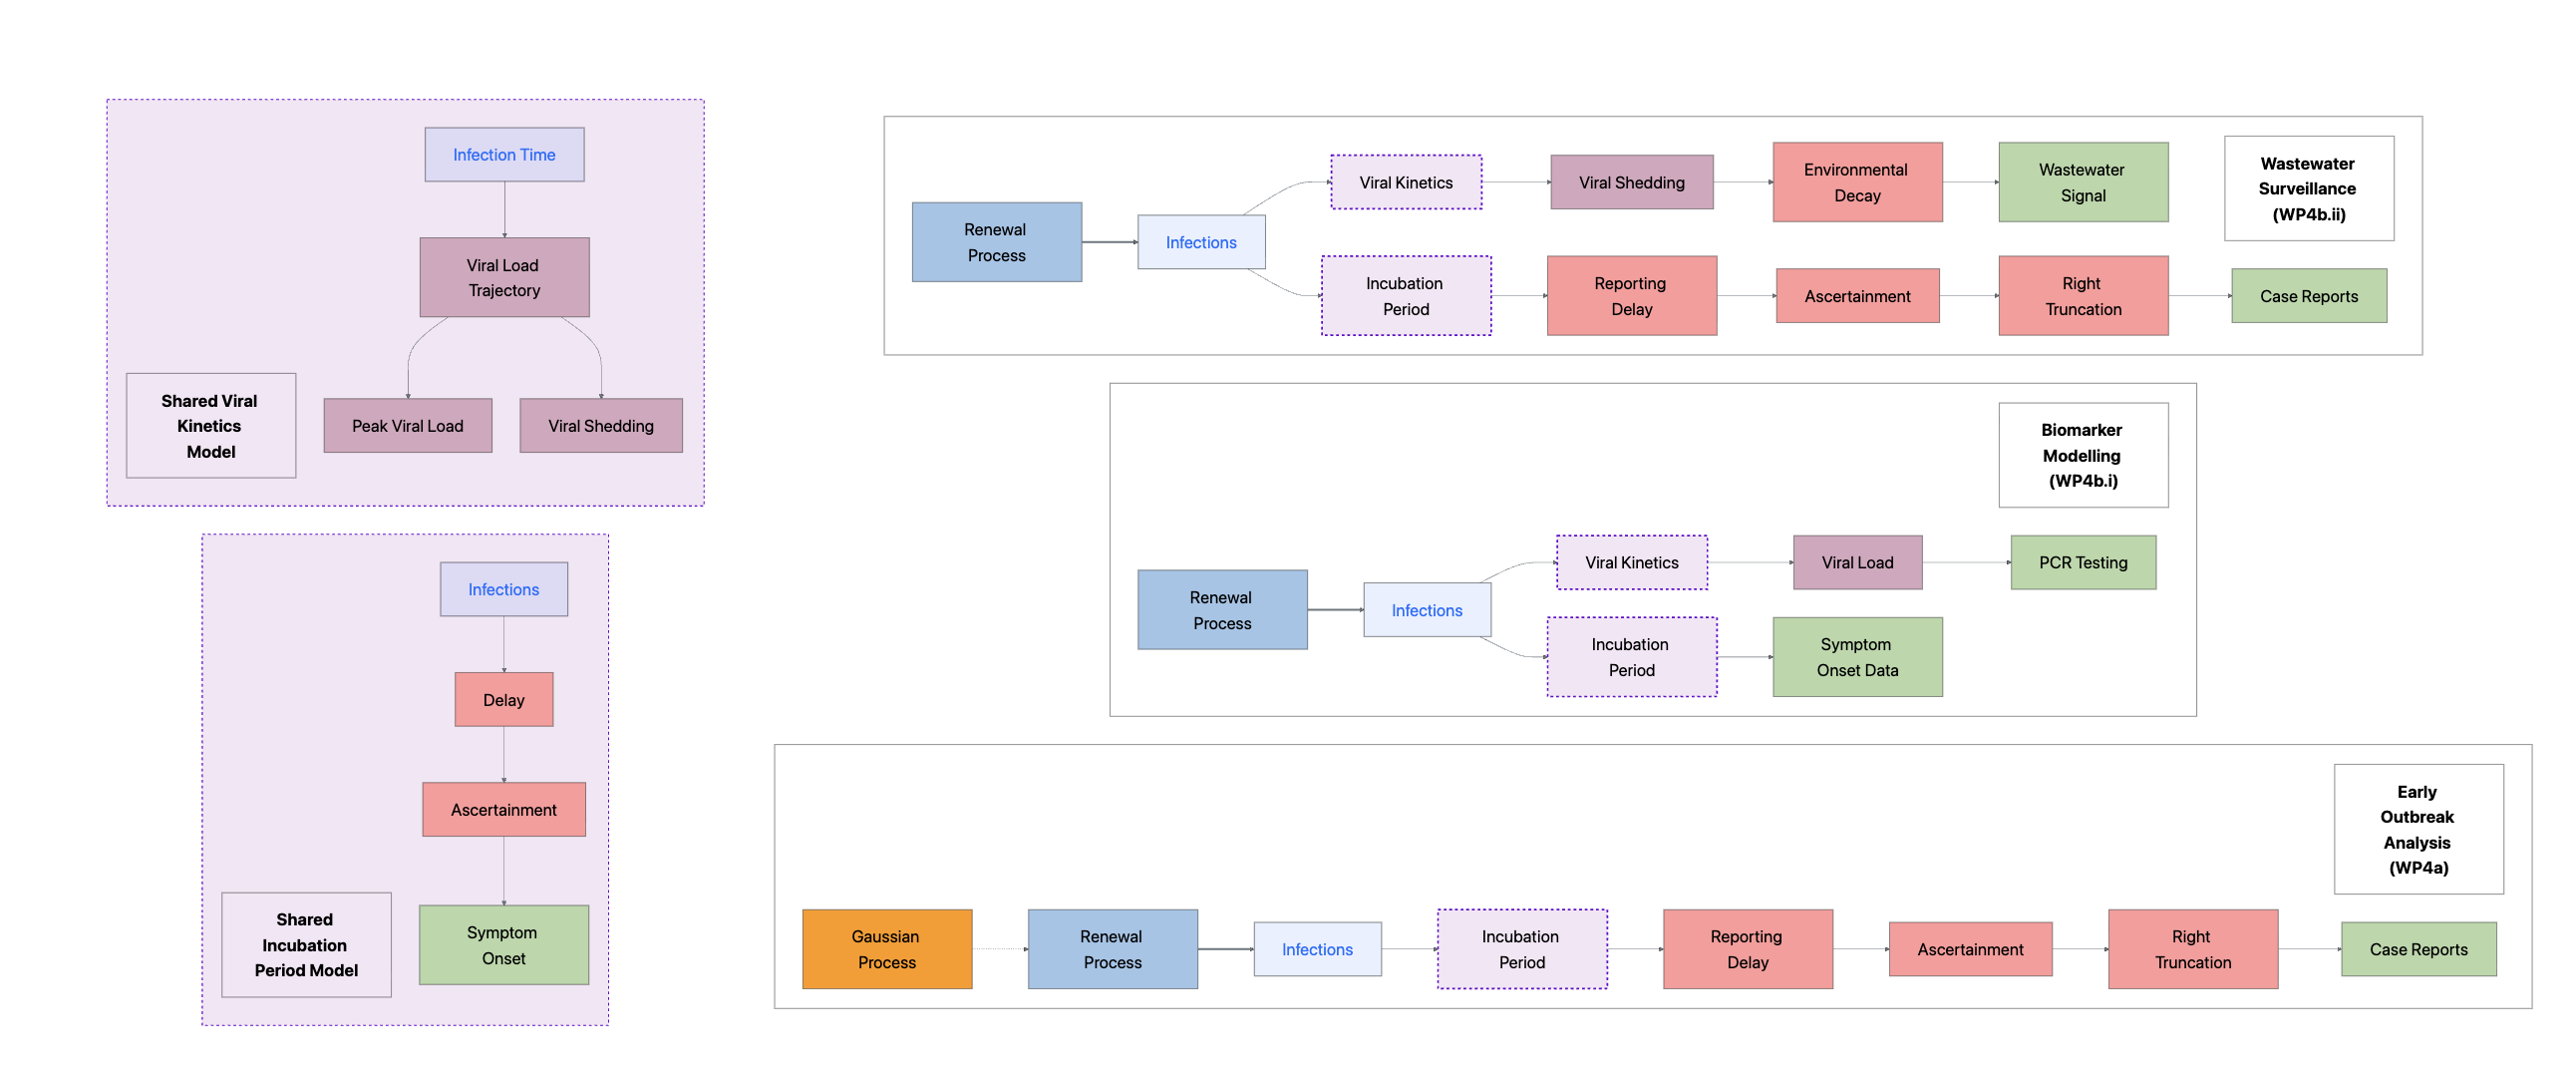 Infection Time
Viral Load
Trajectory
Peak Viral Load
Viral Shedding
Shared Viral
Kinetics
Model
Infections
Delay
Ascertainment
Symptom
Onset
Shared
Incubation
Period Model
Renewal
Process
Infections
Viral Kinetics
Viral Shedding
Environmental
Decay
Wastewater
Signal
Incubation
Period
Reporting
Delay
Ascertainment
Right
Truncation
Case Reports
Wastewater
Surveillance
(WP4b.ii)
Biomarker
Modelling
(WP4b.i)
Renewal
Process
Infections
Viral Kinetics
Viral Load
PCR Testing
Incubation
Period
Symptom
Onset Data
Early
Outbreak
Analysis
(WP4a)
Gaussian
Process
Renewal
Process
Infections
Incubation
Period
Reporting
Delay
Ascertainment
Right
Truncation
Case Reports